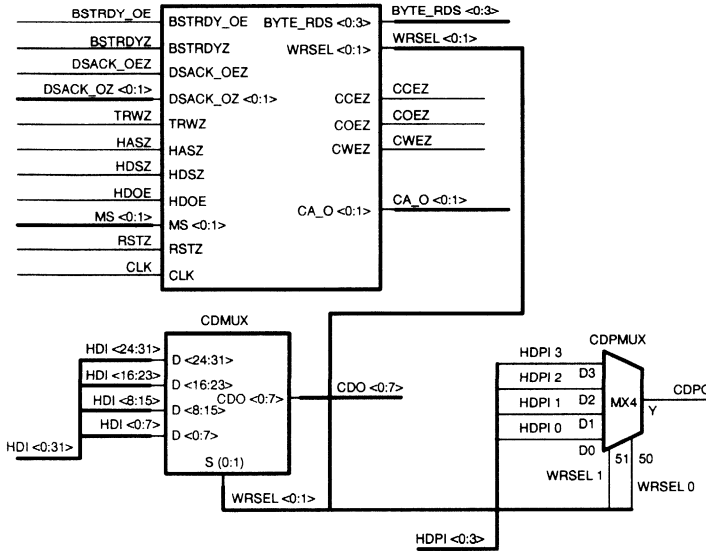 BSTRDY_OE
BSTRDY_OE
BYTE_RDS <0:3>
BYTE_RDS <0:3>
BSTRDYZ
BSTRDYZ
WRSEL <0:1>
WRSEL <0:1>
DSACK_OEZ
DSACK_OEZ
DSACK_OZ <0:1>
DSACK_OZ <0:1>
CCEZ
CCEZ
TRWZ
TRWZ
COEZ
COEZ
HASZ
HASZ
CWEZ
CWEZ
HDSZ
HDSZ
HDOE
HDOE
CA_O <0:1>
CA_O <0:1>
MS <0:1>
MS <0:1>
RSTZ
RSTZ
CLK
CLK
CDMUX
HDI <24:31>
D <24:31>
HDI <16:23>
D <16:23>
CDO <0:7>
CDO <0:7>
HDI <8:15>
D <8:15>
HDI <0:7>
D <0:7>
HDI <0:31>
S (0:1)
WRSEL <0:1>
CDPMUX
HDPI 3
D3
HDPI 2
D2
MX4
CDPO
HDPI 1
D1
Y
HDPI 0
D0
51 50
WRSEL 1
WRSEL 0
HDPI <0:3>